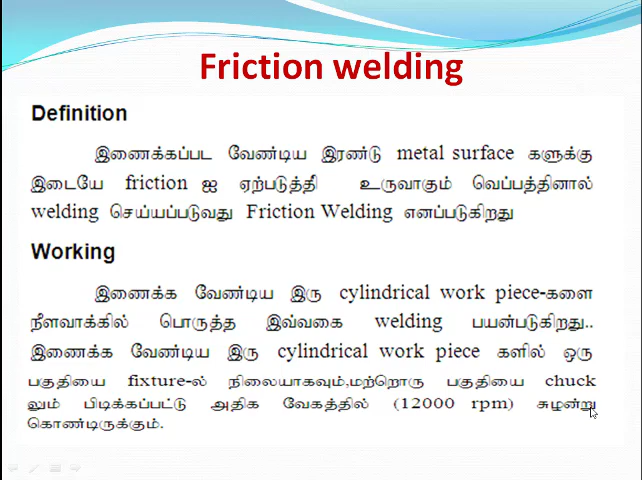 Friction welding
Definition
இணைக்கப்பட வேண்டிய இரண்டு metal surface களுக்கு
இடையே friction ஐ ஏற்படுத்தி உருவாகும் வெப்பத்தினால்
welding செய்யப்படுவது Friction Welding எனப்படுகிறது
Working
இணைக்க வேண்டிய இரு cylindrical work piece-களை
நீளவாக்கில் பொருத்த இவ்வகை welding பயன்படுகிறது..
இணைக்க வேண்டிய இரு cylindrical work piece களில் ஒரு
பகுதியை fixture-ல் நிலையாகவும்,மற்றொரு பகுதியை chuck
லும் பிடிக்கப்பட்டு அதிக வேகத்தில் (12000 rpm) சுழன்று
கொண்டிருக்கும்.